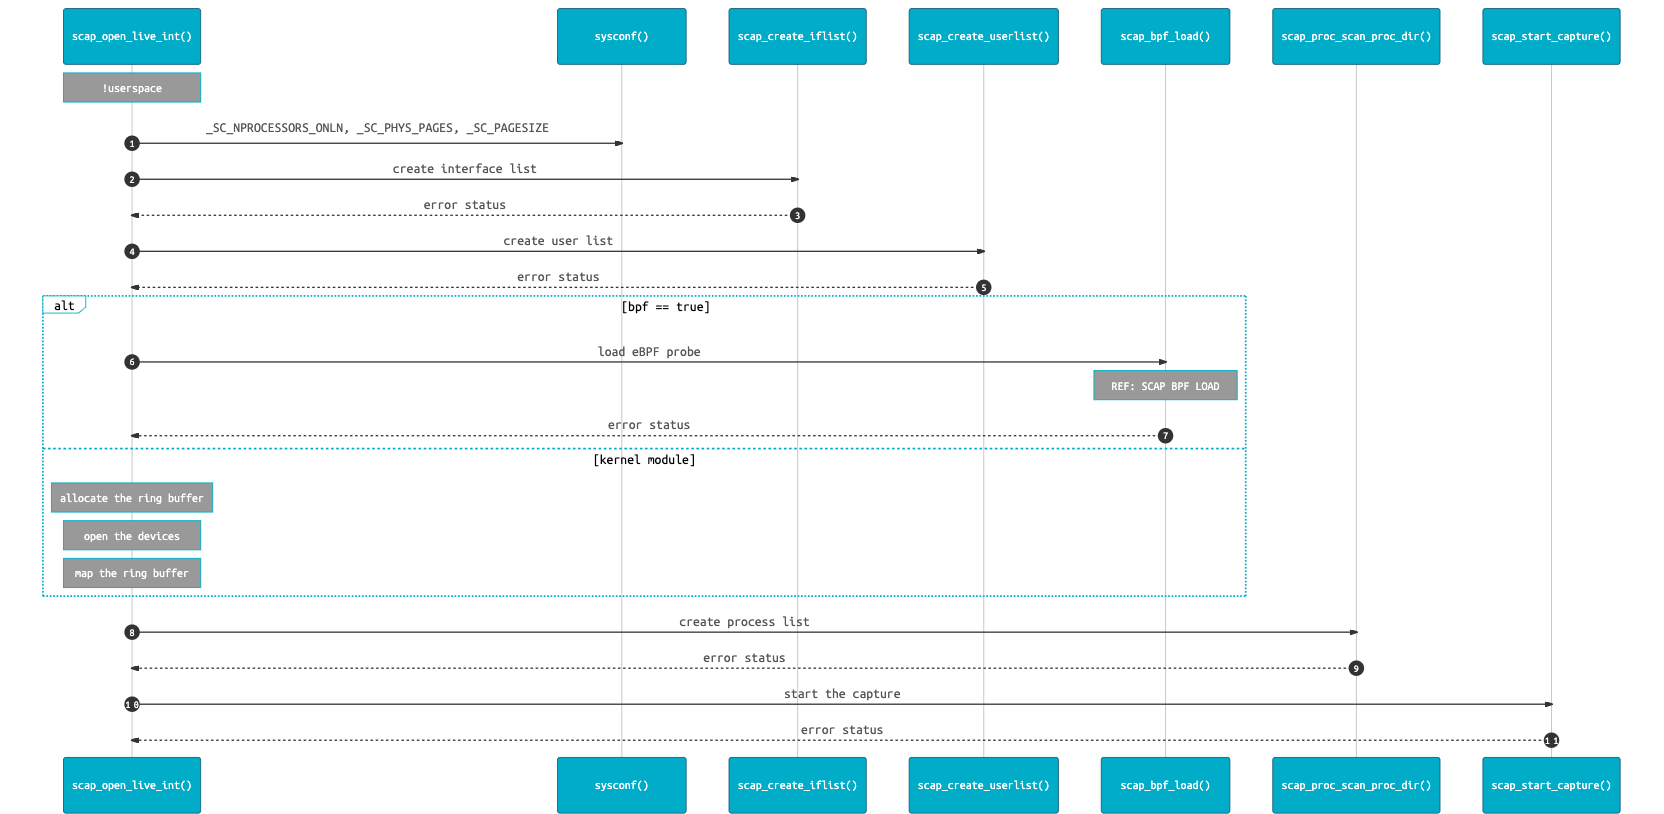 scap_open_live_int()
sysconf()
scap_create_iflist()
scap_create_userlist()
scap_bpf_load()
scap_proc_scan_proc_dir()
scap_start_capture()
!userspace
_SC_NPROCESSORS_ONLN, _SC_PHYS_PAGES, _SC_PAGESIZE
1
create interface list
2
error status
3
create user list
4
error status
5
alt
[bpf == true]
load eBPF probe
6
REF: SCAP BPF LOAD
error status
7
[kernel module]
allocate the ring buffer
open the devices
map the ring buffer
create process list
8
error status
9
start the capture
10
error status
11
scap_open_live_int()
sysconf()
scap_create_iflist()
scap_create_userlist()
scap_bpf_load()
scap_proc_scan_proc_dir()
scap_start_capture()